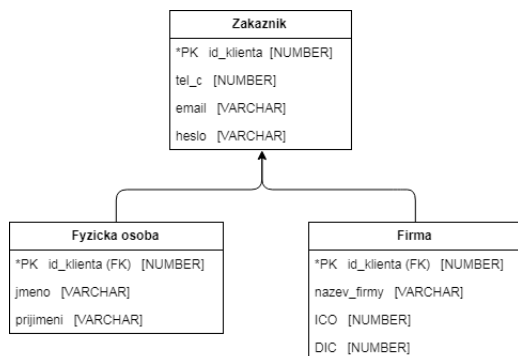 Zakaznik
*PK id_klienta [NUMBER]
tel_c [NUMBER]
email [VARCHAR]
heslo [VARCHAR]
Fyzicka osoba
*PK id_klienta (FK) [NUMBER]
jmeno [VARCHAR]
prijimeni [VARCHAR]
Firma
*PK id_klienta (FK) [NUMBER]
nazev_firmy [VARCHAR]
ICO [NUMBER]
DIC [NUMBER]